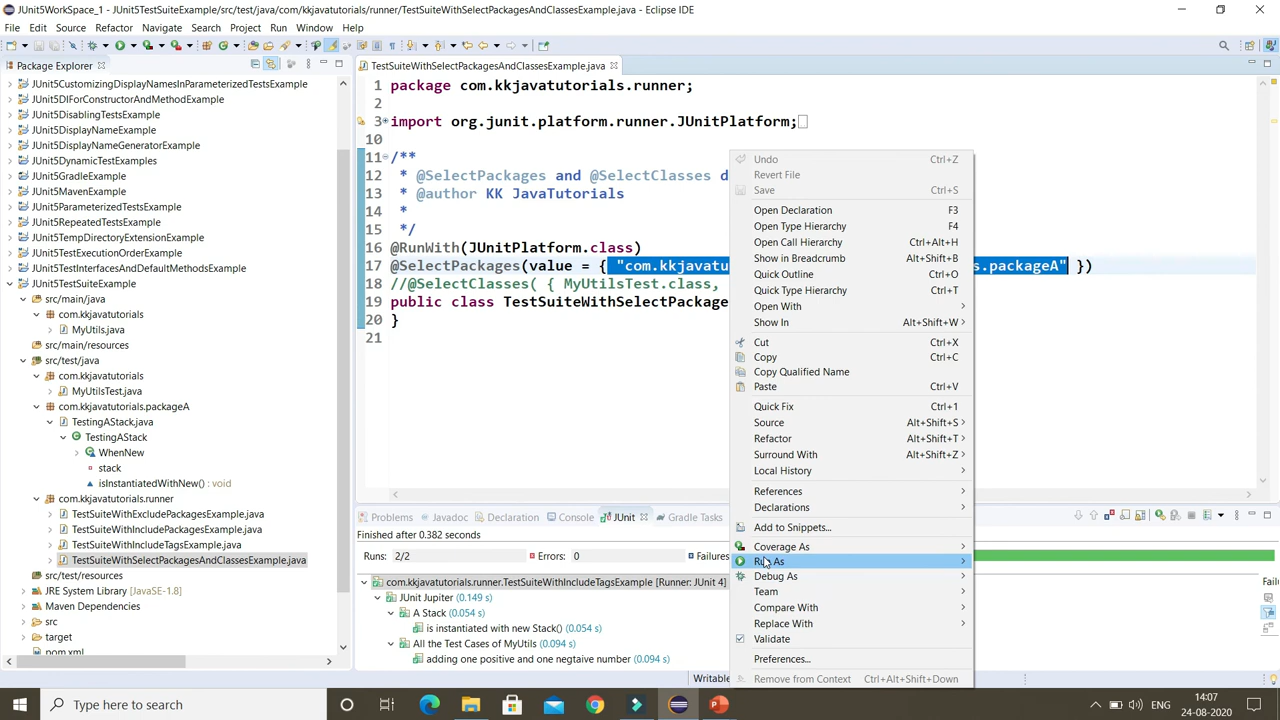 JUnit5WorkSpace_1 - JUnit5TestSuiteExample/src/test/java/com/kkjavatutorials/runner/TestSuiteWithSelectPackagesAndClassesExample.java - Eclipse IDE
File Edit Source Refactor Navigate Search Project Run Window Help
Package Explorer
JUnit5CustomizingDisplayNamesInParameterizedTestsExample
JUnit5DIForConstructorAndMethodExample
JUnit5DisablingTestsExample
JUnit5DisplayNameExample
JUnit5DisplayNameGeneratorExample
JUnit5DynamicTestExamples
JUnit5GradleExample
JUnit5MavenExample
JUnit5ParameterizedTestsExample
JUnit5RepeatedTestsExample
JUnit5TempDirectoryExtensionExample
JUnit5TestExecutionOrderExample
JUnit5TestInterfacesAndDefaultMethodsExample
JUnit5TestSuiteExample
src/main/java
com.kkjavatutorials
MyUtils.java
src/main/resources
src/test/java
com.kkjavatutorials
MyUtilsTest.java
com.kkjavatutorials.packageA
TestingAStack.java
TestingAStack
WhenNew
stack
isInstantiatedWithNew() : void
com.kkjavatutorials.runner
TestSuiteWithExcludePackagesExample.java
TestSuiteWithIncludePackagesExample.java
TestSuiteWithIncludeTagsExample.java
TestSuiteWithSelectPackagesAndClassesExample.java
src/test/resources
JRE System Library [JavaSE-1.8]
Maven Dependencies
src
target
pom.xml
TestSuiteWithSelectPackagesAndClassesExample.java
1 package com.kkjavatutorials.runner;
2
3 import org.junit.platform.runner.JUnitPlatform;
10
11 /**
12 * @SelectPackages and @SelectClasses d
13 * @author KK JavaTutorials
14 *
15 */
16 @RunWith(JUnitPlatform.class)
17 @SelectPackages(value = { "com.kkjavatu s.packageA" })
18 //@SelectClasses( { MyUtilsTest.class,
19 public class TestSuiteWithSelectPackage
20 }
21
Undo Ctrl+Z
Revert File
Save Ctrl+S
Open Declaration F3
Open Type Hierarchy F4
Open Call Hierarchy Ctrl+Alt+H
Show in Breadcrumb Alt+Shift+B
Quick Outline Ctrl+O
Quick Type Hierarchy Ctrl+T
Open With
Show In Alt+Shift+W
Cut Ctrl+X
Copy Ctrl+C
Copy Qualified Name
Paste Ctrl+V
Quick Fix Ctrl+1
Source Alt+Shift+S
Refactor Alt+Shift+T
Surround With Alt+Shift+Z
Local History
References
Declarations
Add to Snippets...
Coverage As
Run As
Debug As
Team
Compare With
Replace With
Validate
Preferences...
Remove from Context Ctrl+Alt+Shift+Down
Problems Javadoc Declaration Console JUnit Gradle Tasks
Finished after 0.382 seconds
Runs: 2/2 Errors: 0 Failures
com.kkjavatutorials.runner.TestSuiteWithIncludeTagsExample [Runner: JUnit 4]
JUnit Jupiter (0.149 s)
A Stack (0.054 s)
is instantiated with new Stack() (0.054 s)
All the Test Cases of MyUtils (0.094 s)
adding one positive and one negtaive number (0.094 s)
Fail
Writable
Type here to search
ENG
14:07
24-08-2020